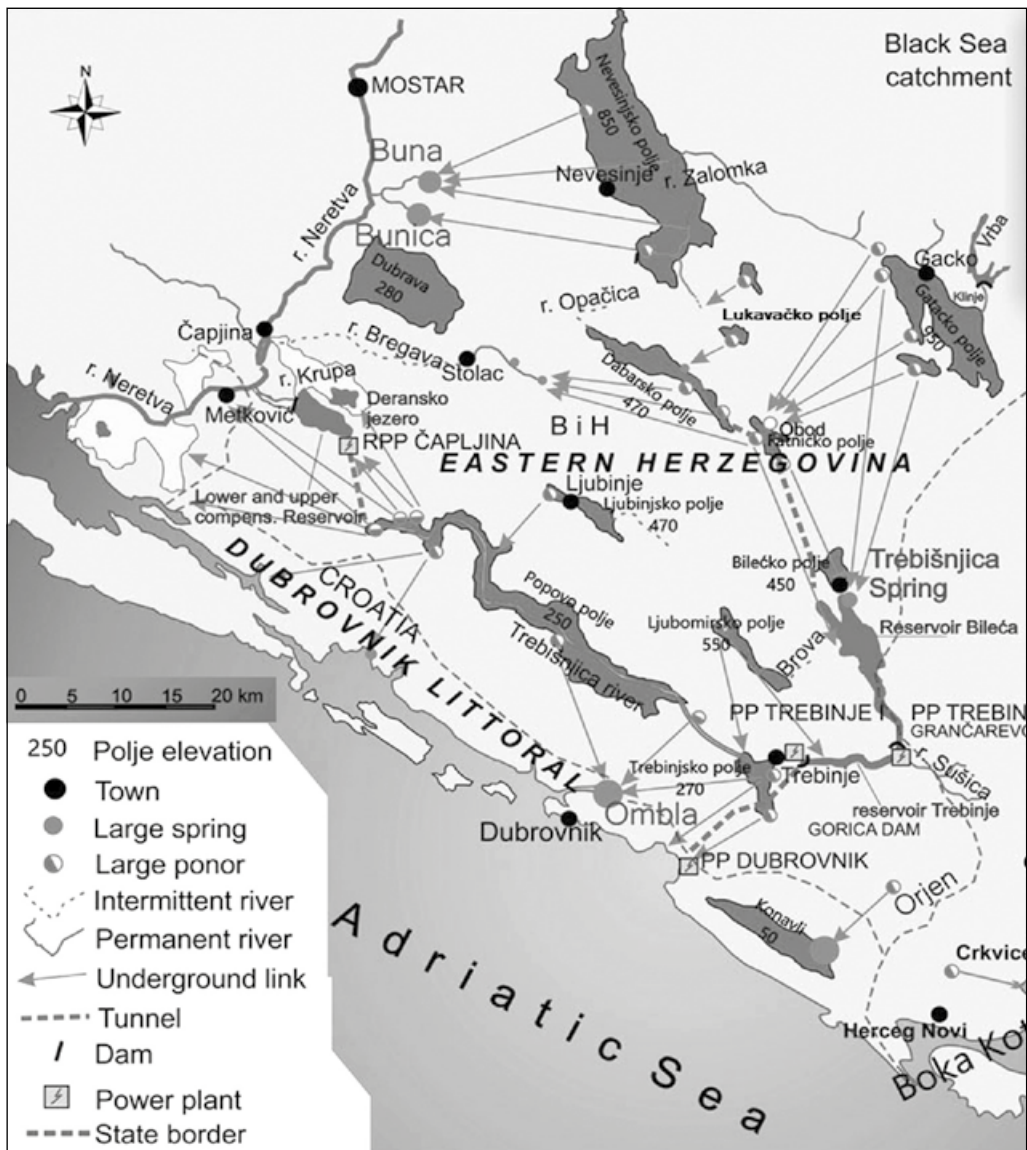 Black Sea
catchment
N
MOSTAR
Nevesinjsko polje
850
Buna
Nevesinje
r. Zalomka
Bunica
r. Neretva
Vrba
Gacko
Klinje
Gatacko polje
950
Dubrava
280
r. Opačica
Lukavačko polje
Čapjina
r. Bregava
Stolac
Dabarsko polje
470
r. Neretva
r. Krupa
Metković
Deransko
jezero
BiH
Obod
Fatničko polje
RPP ČAPLJINA
EASTERN HERZEGOVINA
Ljubinje
Ljubinjsko polje
470
Lower and upper
compens. Reservoir
Bilećko polje
450
Trebišnjica
Spring
DUBROVNIK LITTORAL
CROATIA
Popovo polje
250
Ljubomirsko polje
550
Reservoir Bileća
Brova
Trebišnjica river
PP TREBINJE I
PP TREBIN
GRANČAREVO
0 5 10 15 20 km
r. Sušica
Trebinjsko polje
270
Trebinje
reservoir Trebinje
Ombla
Dubrovnik
GORICA DAM
PP DUBROVNIK
250 Polje elevation
Town
Large spring
Large ponor
Intermittent river
Permanent river
Underground link
Tunnel
Dam
Power plant
State border
Konavli
50
Orjen
Crkvice
Herceg Novi
Boka Kot
Adriatic Sea